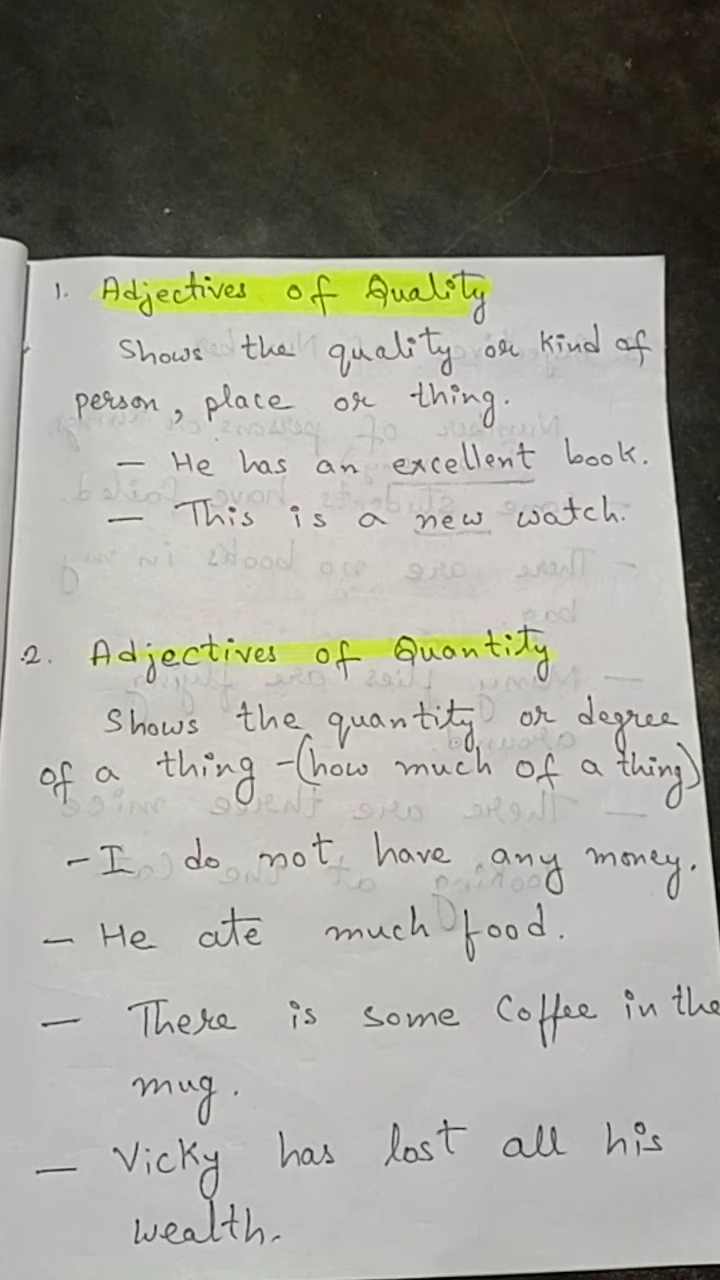 1. Adjectives of Quality
Shows the quality or kind of
person, place or thing.
— He has an excellent book.
— This is a new watch.
2. Adjectives of Quantity
Shows the quantity or degree
of a thing - (how much of a thing)
- I do not have any money.
— He ate much food.
— There is some Coffee in the
mug.
— Vicky has lost all his
wealth.